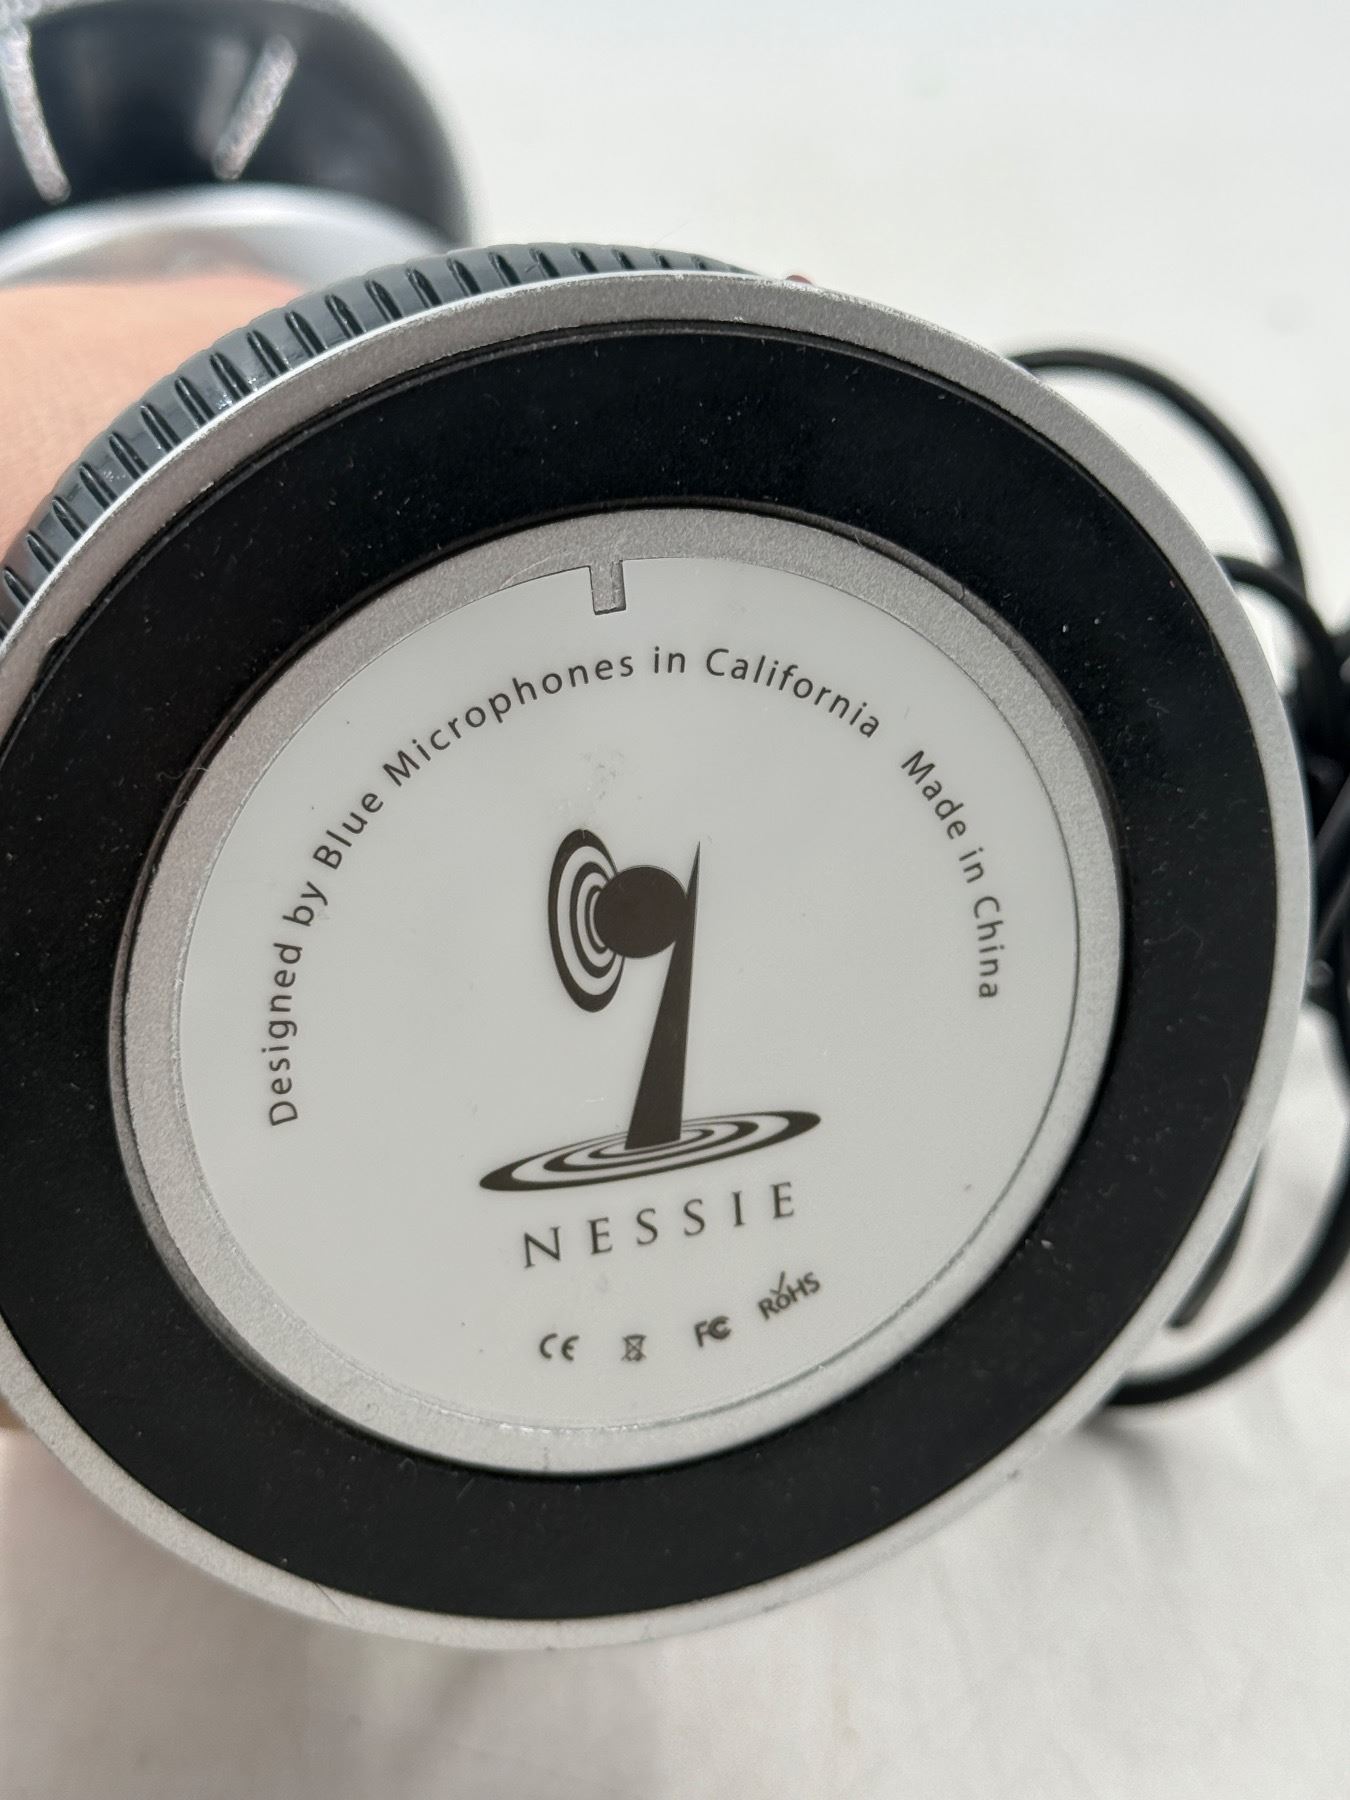 Designed by Blue Microphones in California
Made in China
NESSIE
CE FC RoHS